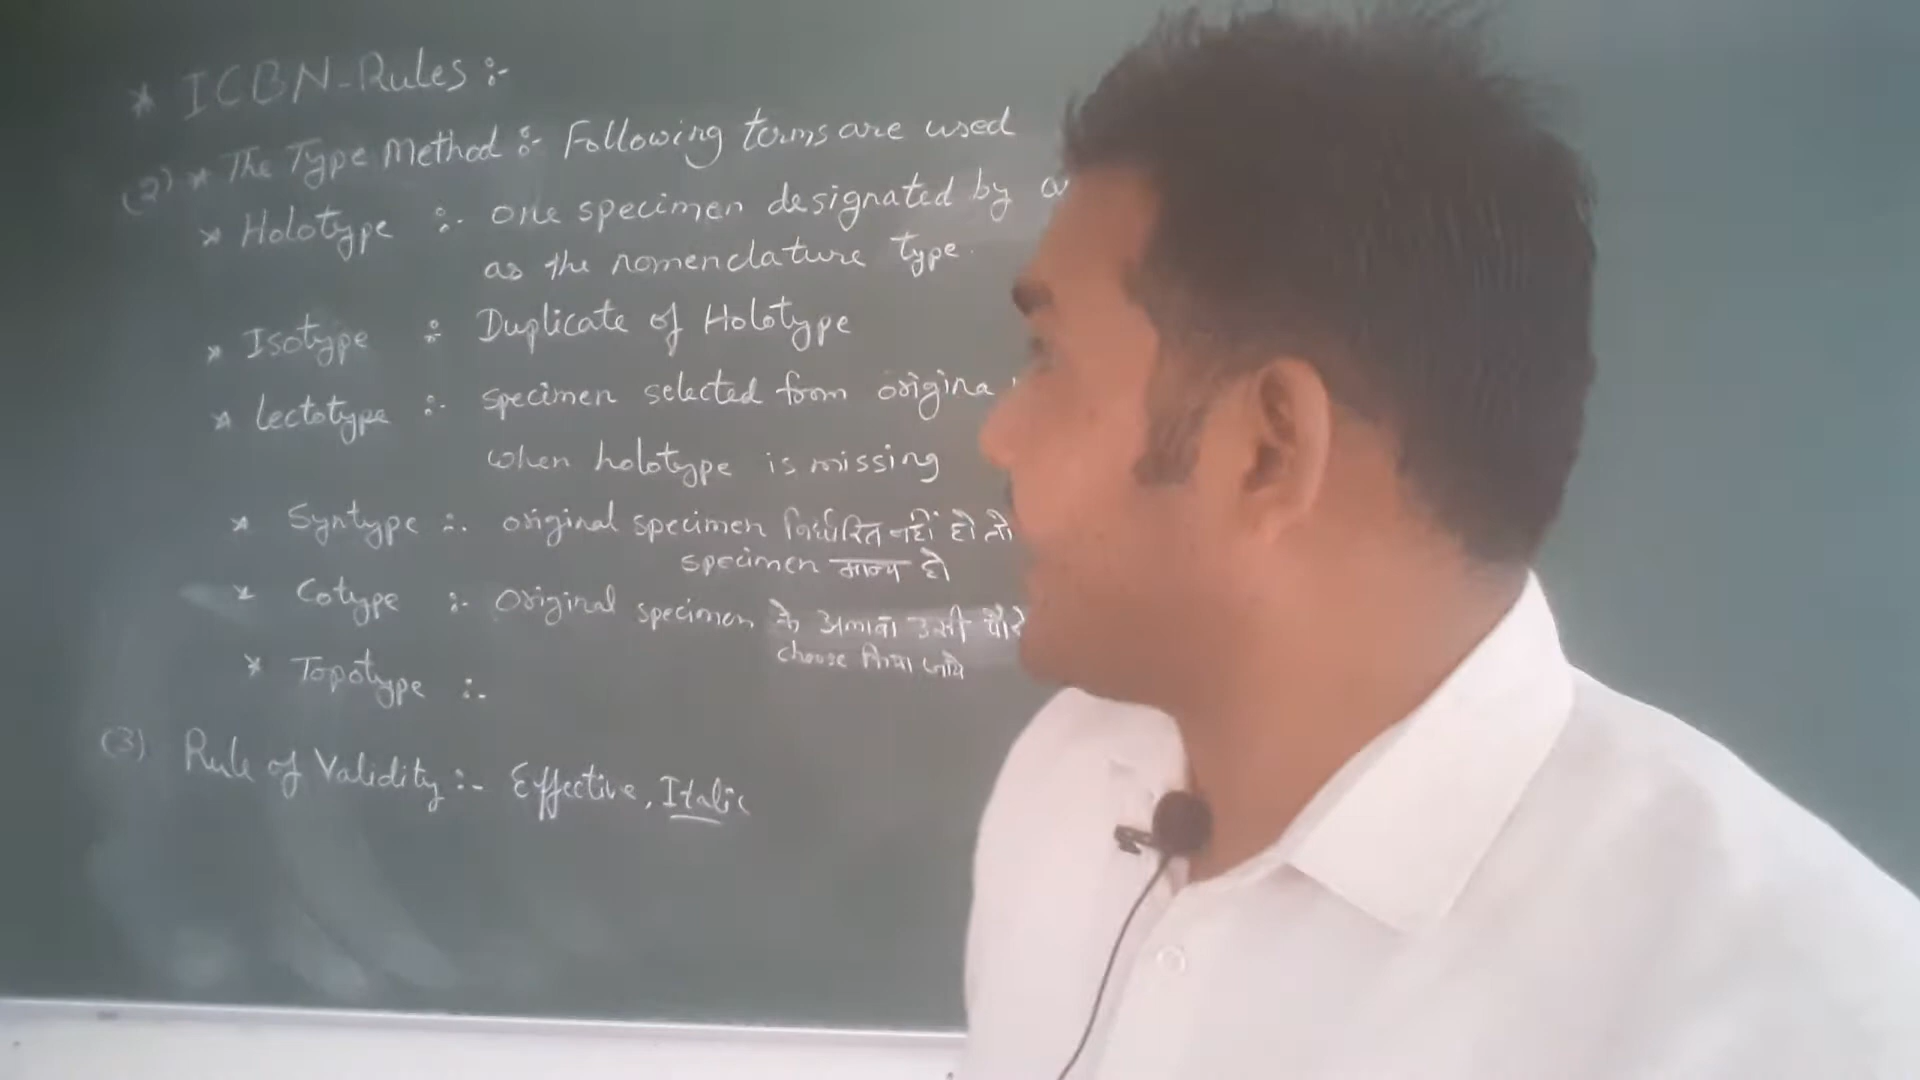 * ICBN-Rules :-
(2) * The Type Method :- Following terms are used
* Holotype :- one specimen designated by
as the nomenclature type.
* Isotype :- Duplicate of Holotype
* Lectotype :- Specimen selected from origina
when holotype is missing
* Syntype :- original specimen निर्धारित नहीं हो तो
specimen मान्य हो
* Cotype :- Original specimen के अलावा उसी
choose किया जाये
* Topotype :-
(3) Rule of Validity :- Effective, Italic